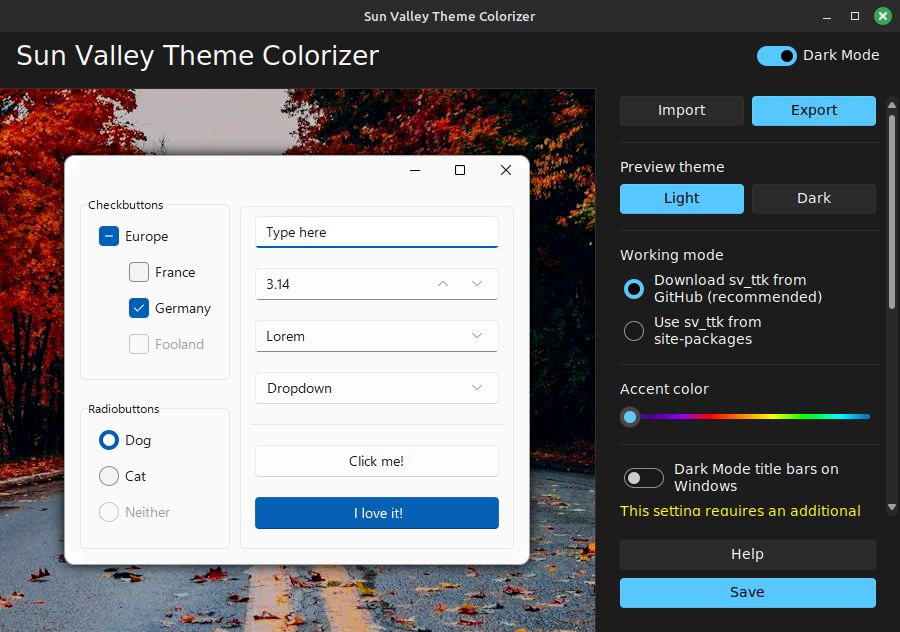 Sun Valley Theme Colorizer
Sun Valley Theme Colorizer
Dark Mode
Import
Export
Preview theme
Light
Dark
Working mode
Download sv_ttk from
GitHub (recommended)
Use sv_ttk from
site-packages
Accent color
Dark Mode title bars on
Windows
This setting requires an additional
Help
Save
Checkbuttons
Europe
France
Germany
Fooland
Radiobuttons
Dog
Cat
Neither
Type here
3.14
Lorem
Dropdown
Click me!
I love it!